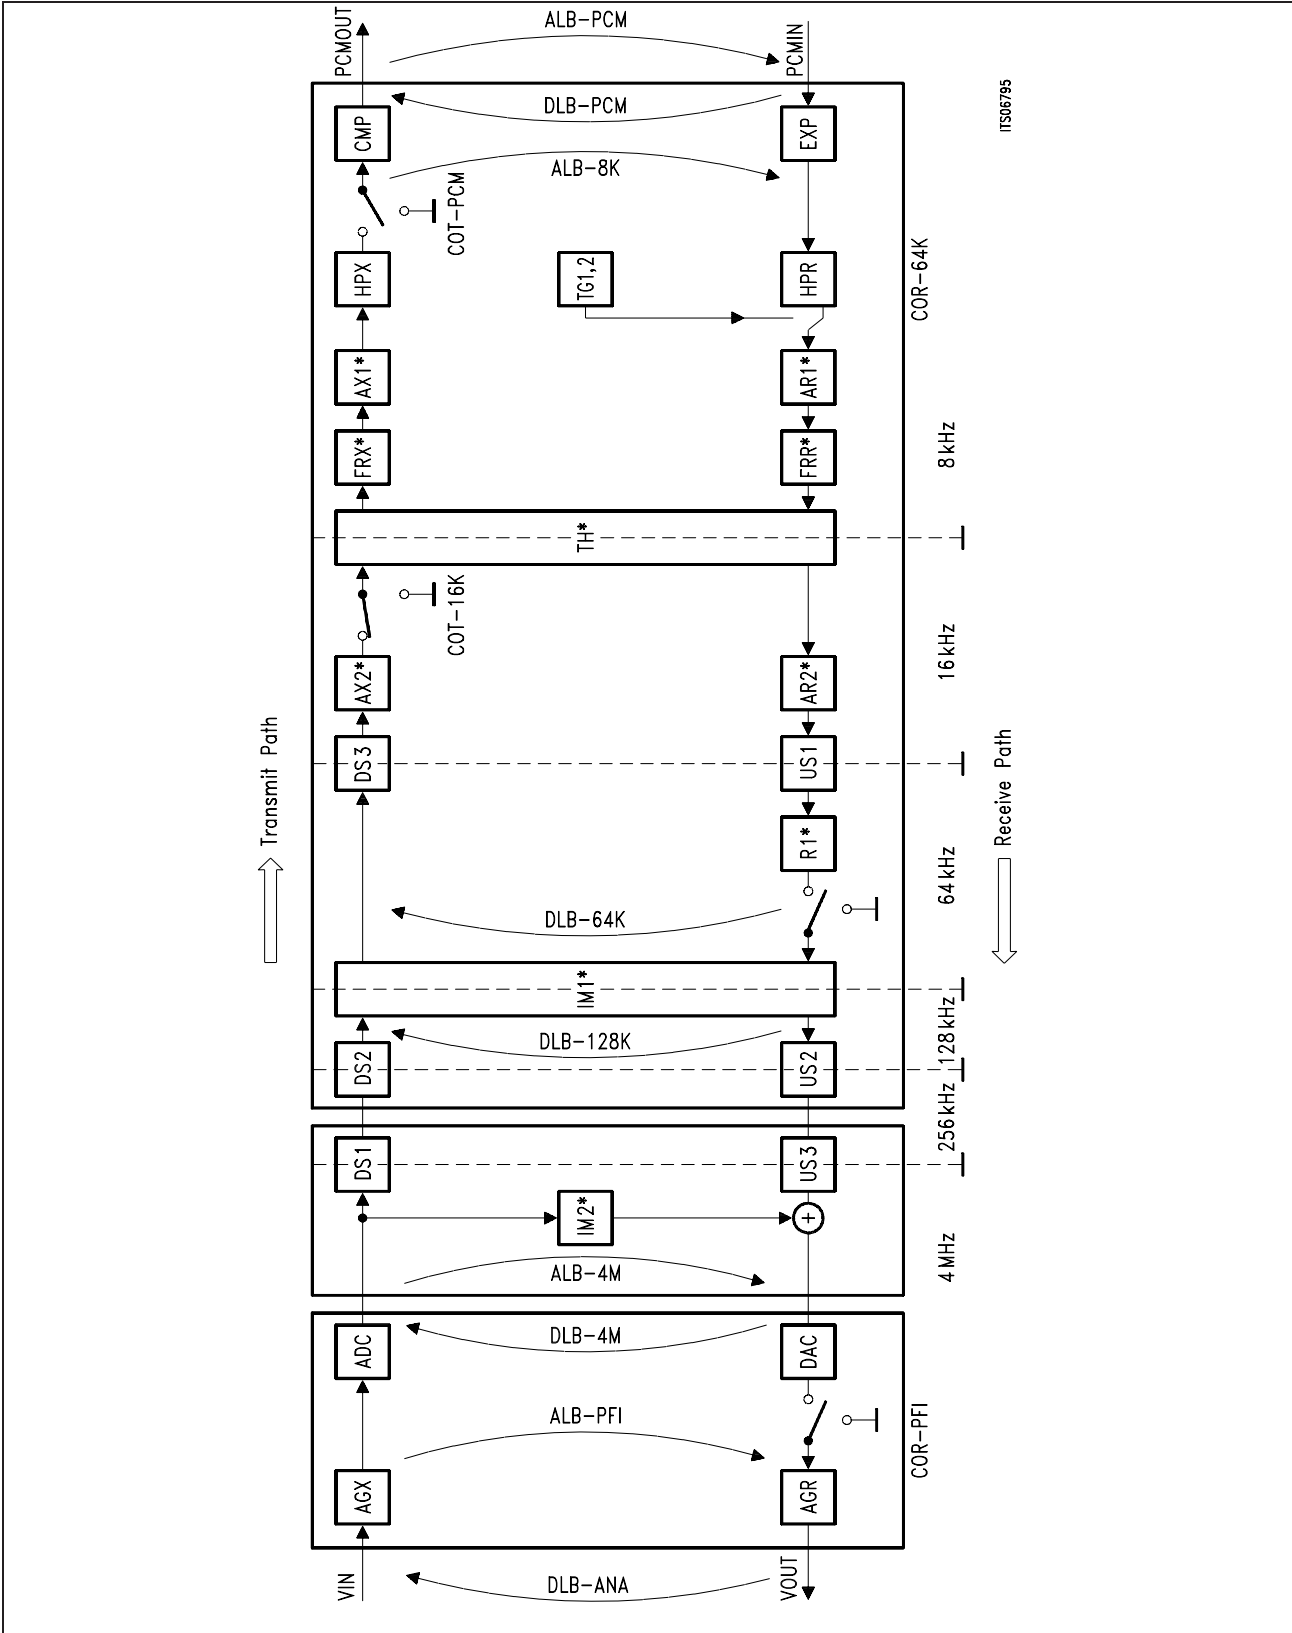 PCMOUT
ALB-PCM
PCMIN
DLB-PCM
CMP
EXP
ALB-8K
COT-PCM
HPX
TG1,2
HPR
COR-64K
AX1*
AR1*
FRX*
FRR*
8 kHz
TH*
COT-16K
AX2*
AR2*
16 kHz
DS3
US1
Transmit Path
Receive Path
R1*
64 kHz
DLB-64K
IM1*
128 kHz
DLB-128K
DS2
US2
256 kHz
DS1
US3
IM2*
+
4 MHz
ALB-4M
DLB-4M
ADC
DAC
ALB-PFI
COR-PFI
AGX
AGR
VIN
VOUT
DLB-ANA
ITS06795